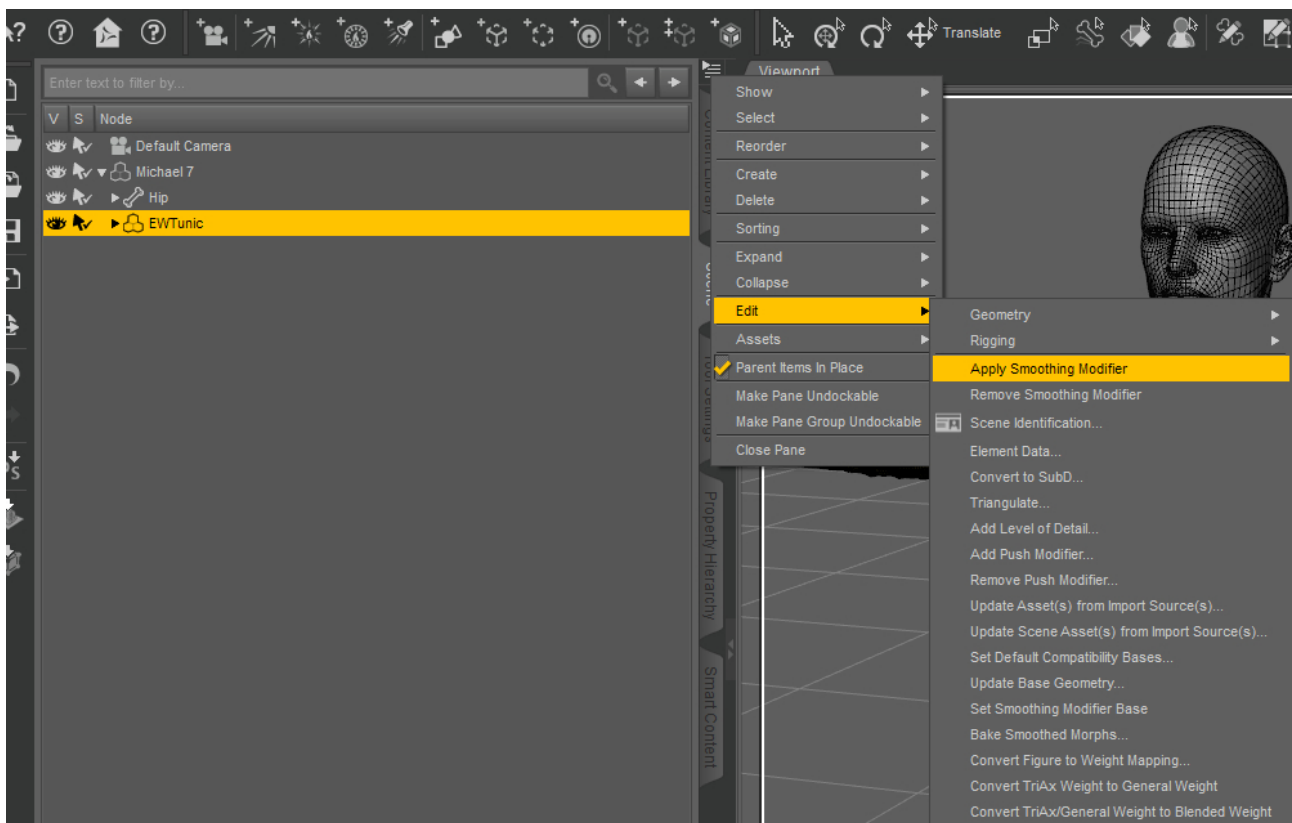 Translate
Enter text to filter by...
V S Node
Default Camera
Michael 7
Hip
EWTunic
Viewport
Show
Select
Reorder
Create
Delete
Sorting
Expand
Collapse
Edit
Assets
Parent Items In Place
Make Pane Undockable
Make Pane Group Undockable
Close Pane
Geometry
Rigging
Apply Smoothing Modifier
Remove Smoothing Modifier
Scene Identification...
Element Data...
Convert to SubD...
Triangulate...
Add Level of Detail...
Add Push Modifier...
Remove Push Modifier...
Update Asset(s) from Import Source(s)...
Update Scene Asset(s) from Import Source(s)...
Set Default Compatibility Bases...
Update Base Geometry...
Set Smoothing Modifier Base
Bake Smoothed Morphs...
Convert Figure to Weight Mapping...
Convert TriAx Weight to General Weight
Convert TriAx/General Weight to Blended Weight
Property Hierarchy
Smart Content